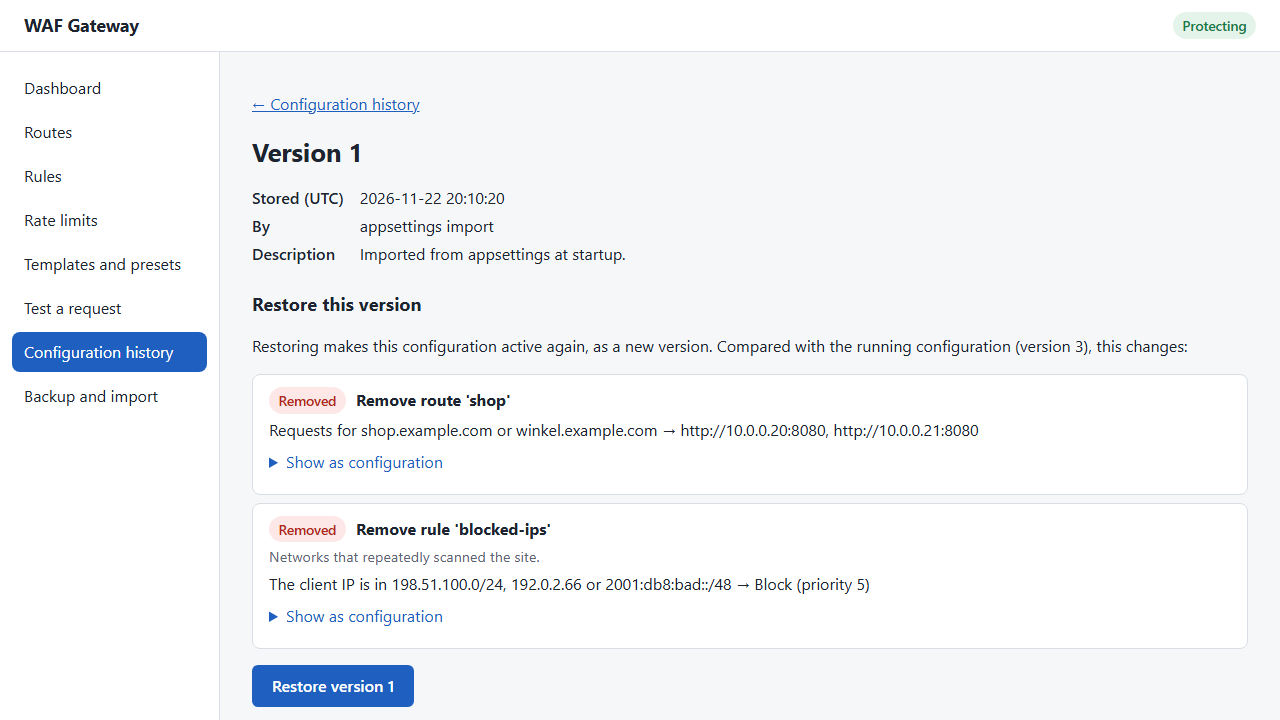 WAF Gateway
Protecting
Dashboard
Routes
Rules
Rate limits
Templates and presets
Test a request
Configuration history
Backup and import
← Configuration history
Version 1
Stored (UTC) 2026-11-22 20:10:20
By appsettings import
Description Imported from appsettings at startup.
Restore this version
Restoring makes this configuration active again, as a new version. Compared with the running configuration (version 3), this changes:
Removed Remove route 'shop'
Requests for shop.example.com or winkel.example.com → http://10.0.0.20:8080, http://10.0.0.21:8080
▶ Show as configuration
Removed Remove rule 'blocked-ips'
Networks that repeatedly scanned the site.
The client IP is in 198.51.100.0/24, 192.0.2.66 or 2001:db8:bad::/48 → Block (priority 5)
▶ Show as configuration
Restore version 1